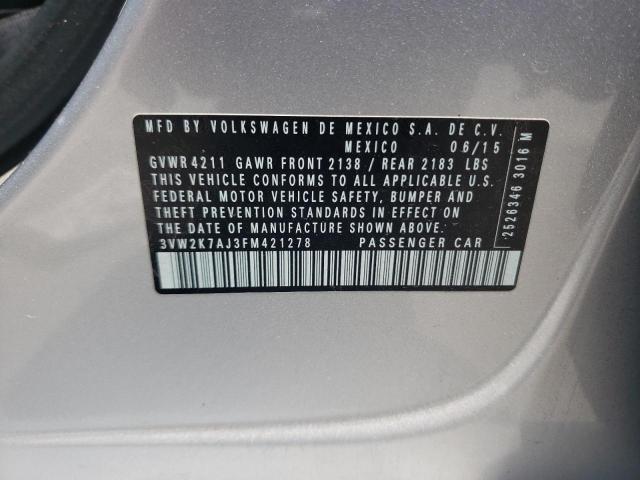 MFD BY VOLKSWAGEN DE MEXICO S.A. DE C.V.
MEXICO 06/15
GVWR 4211 GAWR FRONT 2138 / REAR 2183 LBS
THIS VEHICLE CONFORMS TO ALL APPLICABLE U.S.
FEDERAL MOTOR VEHICLE SAFETY, BUMPER AND
THEFT PREVENTION STANDARDS IN EFFECT ON
THE DATE OF MANUFACTURE SHOWN ABOVE
3VW2K7AJ3FM421278 PASSENGER CAR
2526346 3016 M